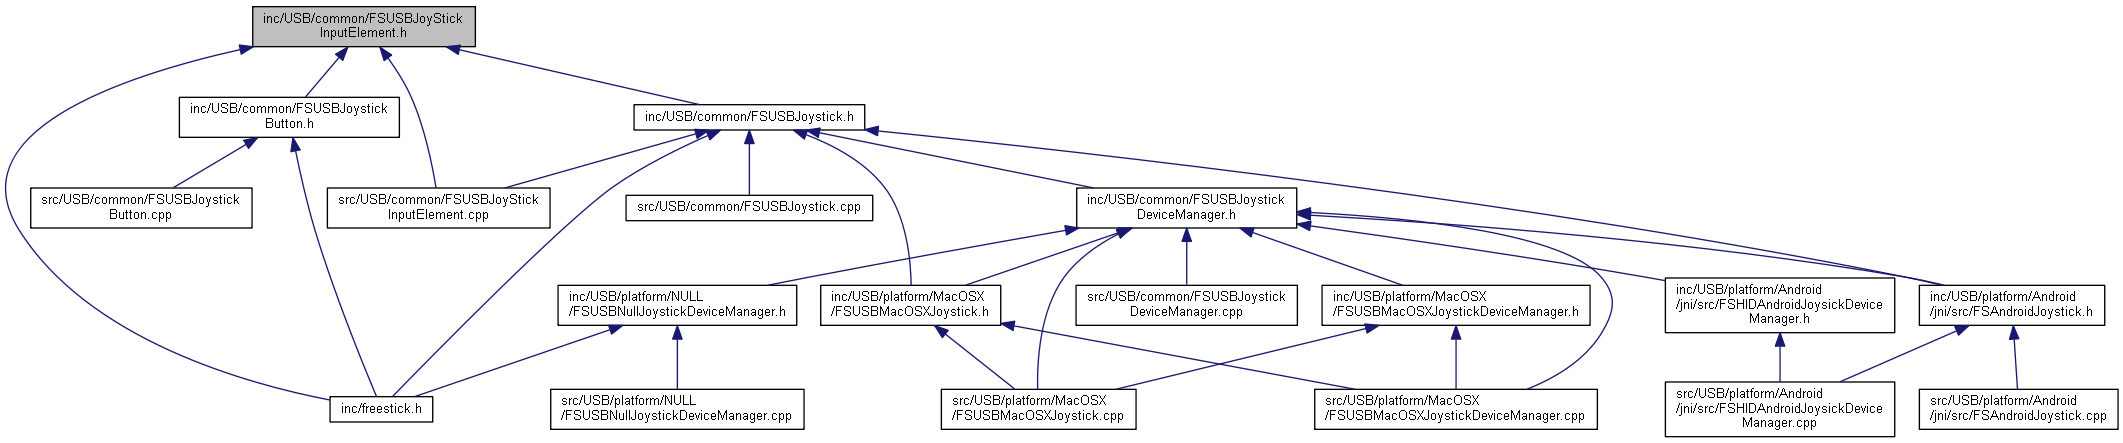 inc/USB/common/FSUSBJoyStick
InputElement.h
inc/USB/common/FSUSBJoystick
Button.h
inc/USB/common/FSUSBJoystick.h
src/USB/common/FSUSBJoystick
Button.cpp
src/USB/common/FSUSBJoyStick
InputElement.cpp
src/USB/common/FSUSBJoystick.cpp
inc/USB/common/FSUSBJoystick
DeviceManager.h
inc/USB/platform/NULL
/FSUSBNullJoystickDeviceManager.h
inc/USB/platform/MacOSX
/FSUSBMacOSXJoystick.h
src/USB/common/FSUSBJoystick
DeviceManager.cpp
inc/USB/platform/MacOSX
/FSUSBMacOSXJoystickDeviceManager.h
inc/USB/platform/Android
/jni/src/FSHIDAndroidJoysickDevice
Manager.h
inc/USB/platform/Android
/jni/src/FSAndroidJoystick.h
inc/freestick.h
src/USB/platform/NULL
/FSUSBNullJoystickDeviceManager.cpp
src/USB/platform/MacOSX
/FSUSBMacOSXJoystick.cpp
src/USB/platform/MacOSX
/FSUSBMacOSXJoystickDeviceManager.cpp
src/USB/platform/Android
/jni/src/FSHIDAndroidJoysickDevice
Manager.cpp
src/USB/platform/Android
/jni/src/FSAndroidJoystick.cpp